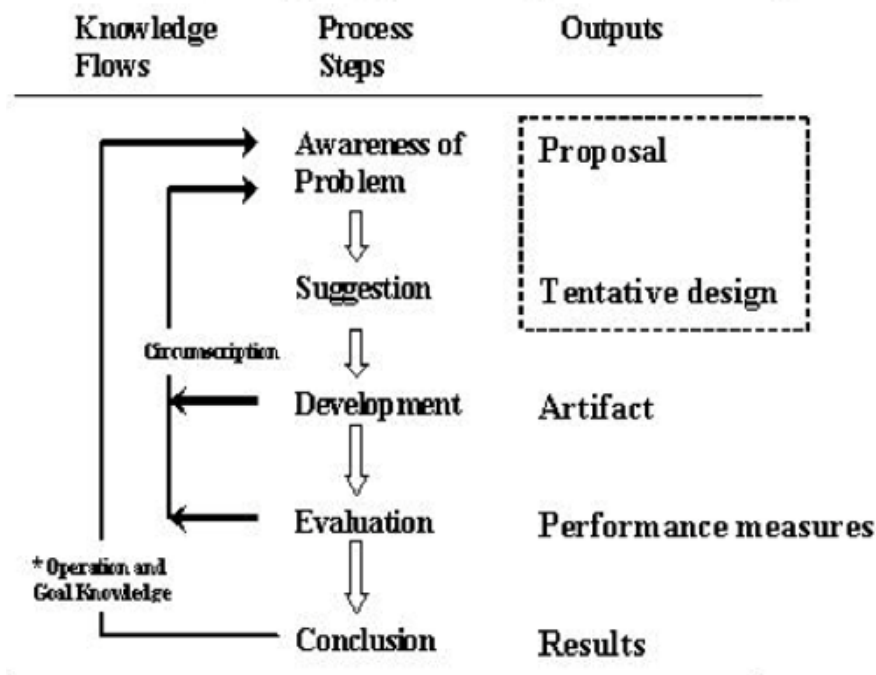 Knowledge Flows
Process Steps
Outputs
Awareness of Problem
Proposal
Suggestion
Tentative design
Circumscription
Development
Artifact
Evaluation
Performance measures
* Operation and
Goal Knowledge
Conclusion
Results